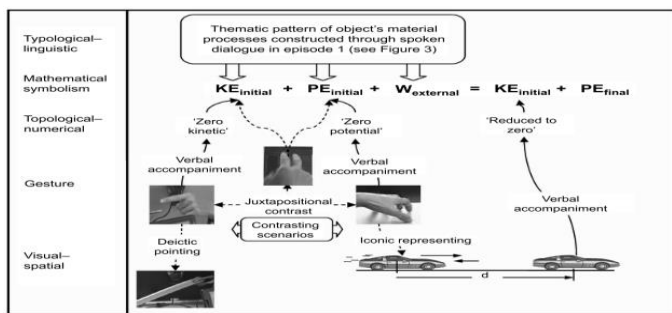 Typological–
linguistic
Thematic pattern of object's material
processes constructed through spoken
dialogue in episode 1 (see Figure 3)
Mathematical
symbolism
KEinitial + PEinitial + Wexternal = KEinitial + PEfinal
Topological–
numerical
'Zero
kinetic'
'Zero
potential'
'Reduced to
zero'
Verbal
accompaniment
Verbal
accompaniment
Verbal
accompaniment
Gesture
Juxtapositional
contrast
Contrasting
scenarios
Deictic
pointing
Iconic representing
Visual–
spatial
d